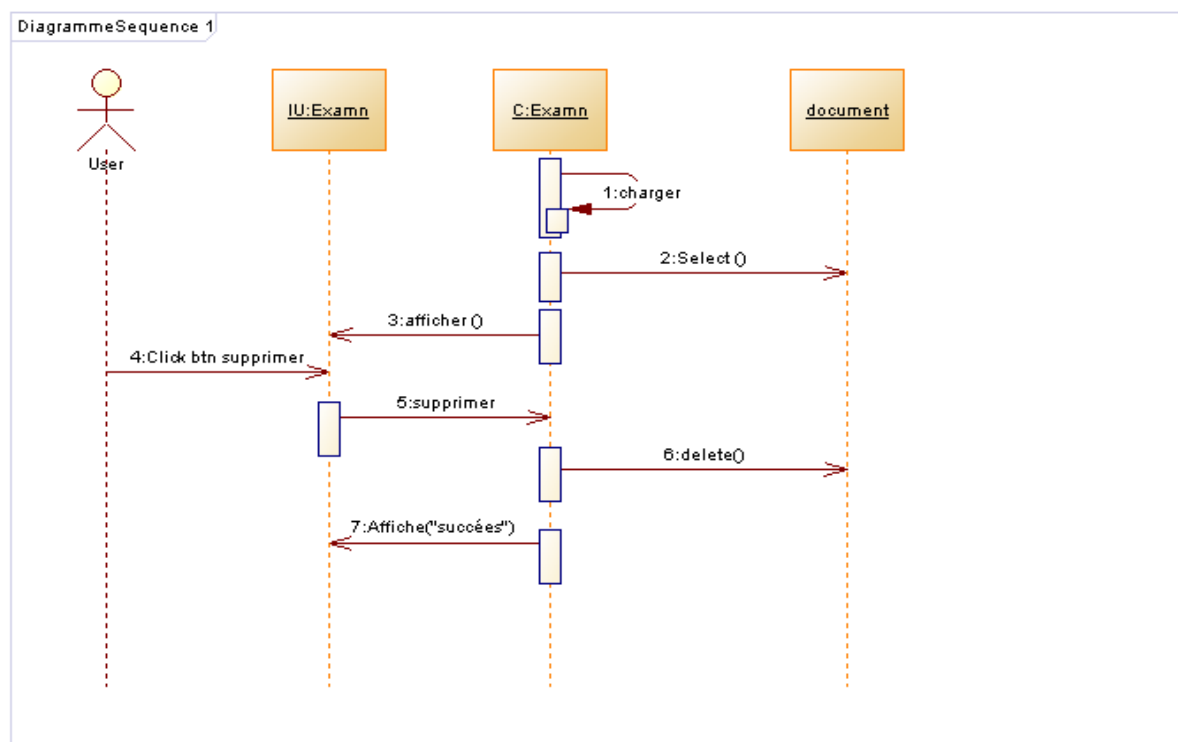 DiagrammeSequence 1
User
IU:Examn
C:Examn
document
1:charger
2:Select ()
3:afficher ()
4:Click btn supprimer
5:supprimer
6:delete()
7:Affiche("succées")